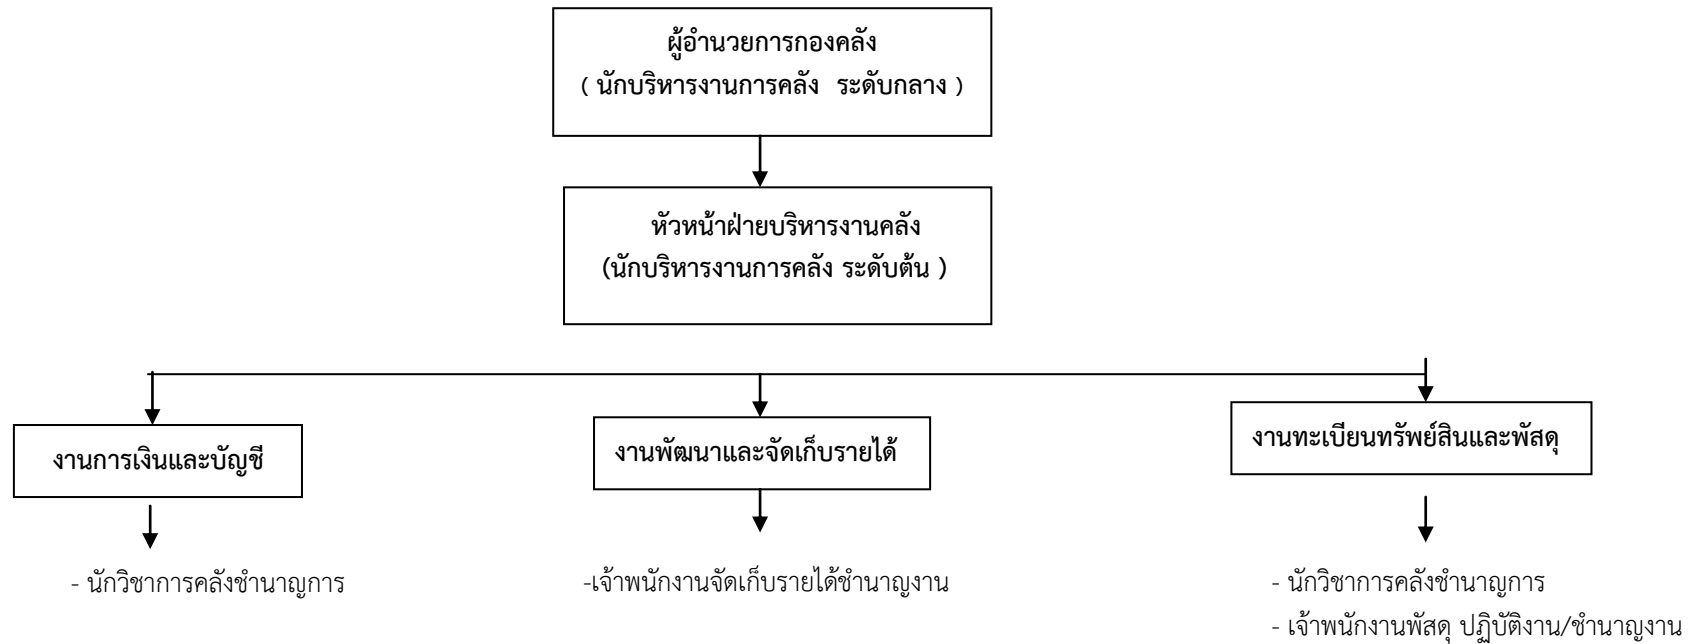 ผู้อำนวยการกองคลัง
( นักบริหารงานการคลัง ระดับกลาง )
หัวหน้าฝ่ายบริหารงานคลัง
(นักบริหารงานการคลัง ระดับต้น )
งานการเงินและบัญชี
งานพัฒนาและจัดเก็บรายได้
งานทะเบียนทรัพย์สินและพัสดุ
- นักวิชาการคลังชำนาญการ
-เจ้าพนักงานจัดเก็บรายได้ชำนาญงาน
- นักวิชาการคลังชำนาญการ
- เจ้าพนักงานพัสดุ ปฏิบัติงาน/ชำนาญงาน